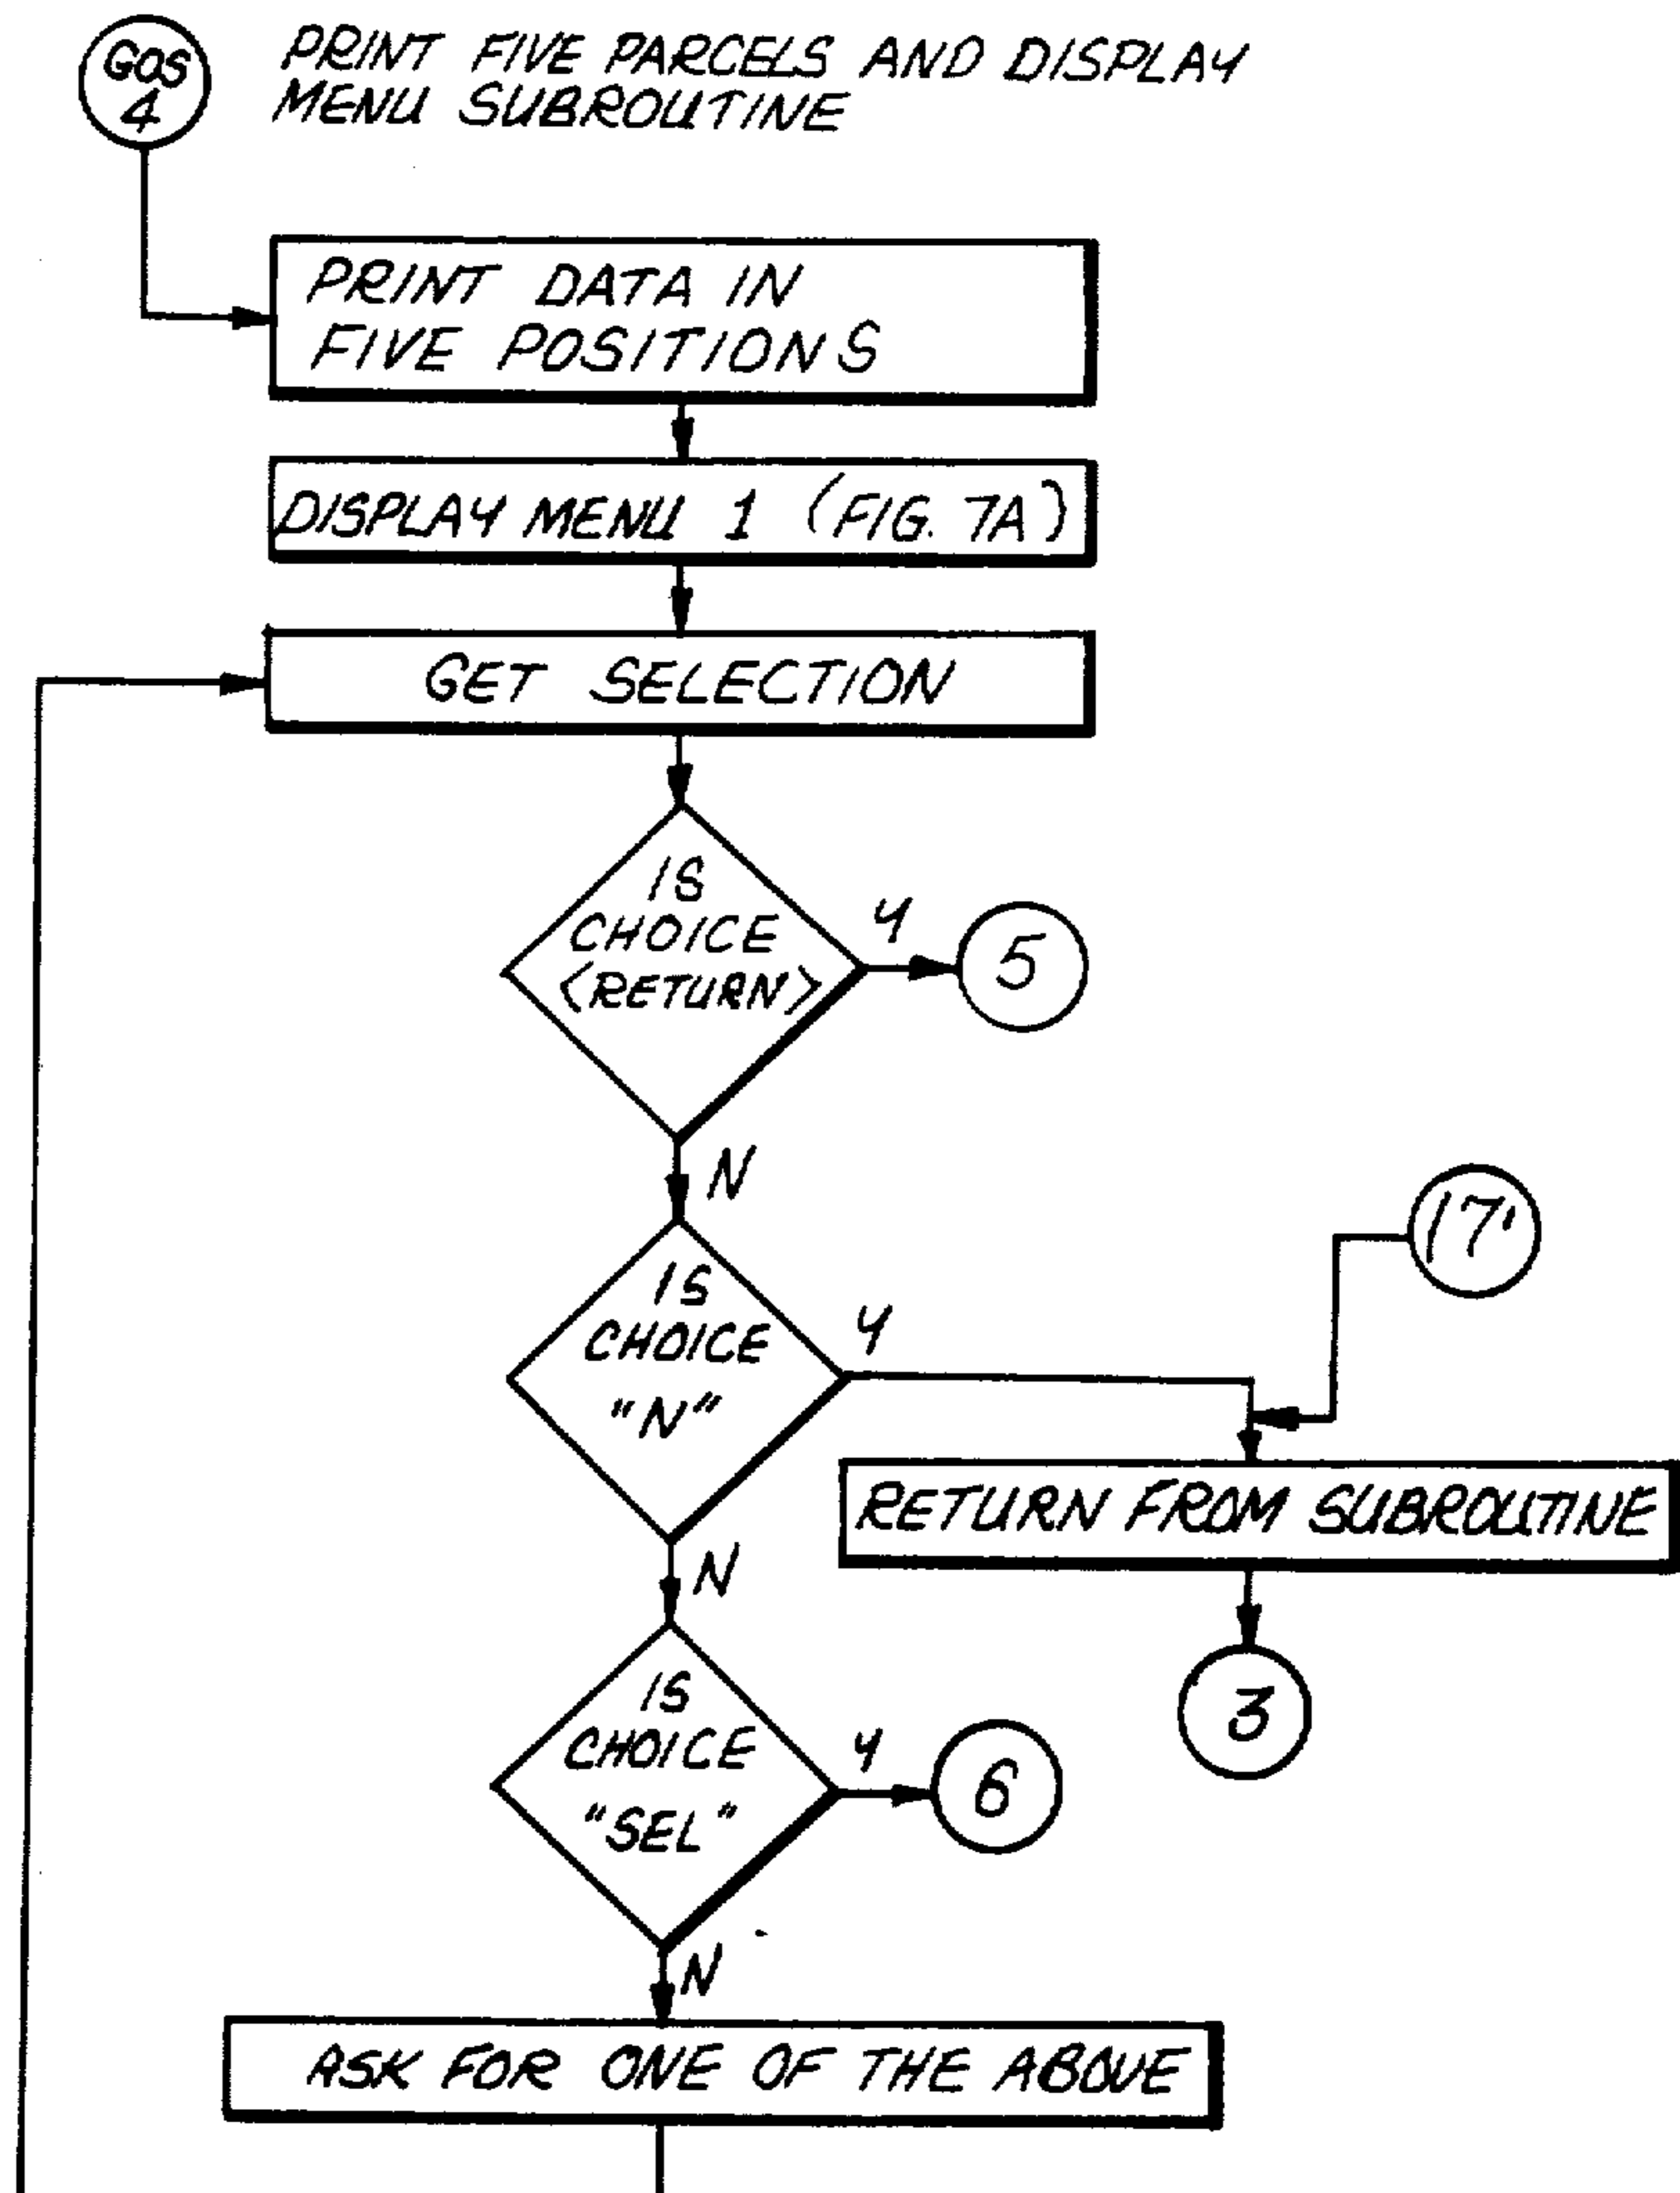 GOS
4
PRINT FIVE PARCELS AND DISPLAY
MENU SUBROUTINE
PRINT DATA IN
FIVE POSITIONS
DISPLAY MENU 1 (FIG. 7A)
GET SELECTION
IS
CHOICE
<RETURN>
Y
5
N
17'
IS
CHOICE
"N"
Y
RETURN FROM SUBROUTINE
3
N
IS
CHOICE
"SEL"
Y
6
N
ASK FOR ONE OF THE ABOVE